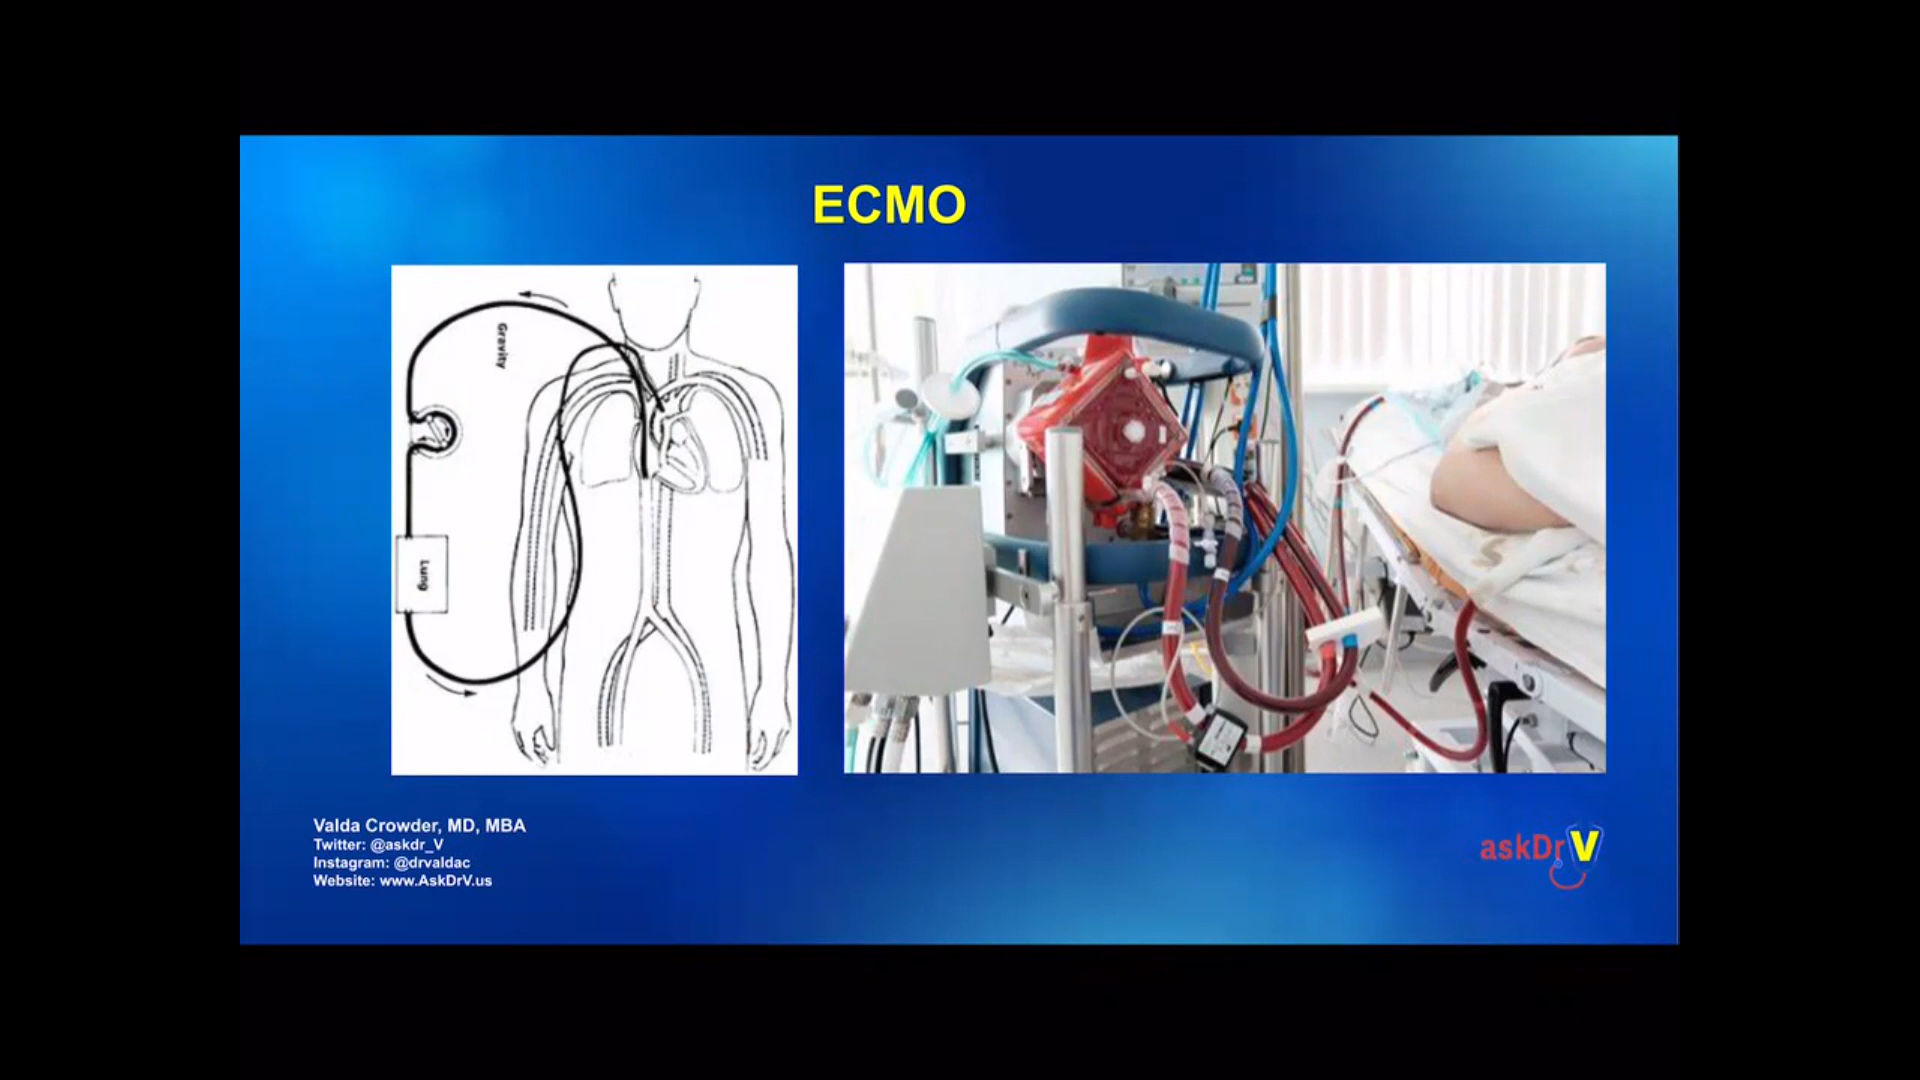 ECMO
Gravity
Lung
Valda Crowder, MD, MBA
Twitter: @askdr_V
Instagram: @drvaldac
Website: www.AskDrV.us
askDrV